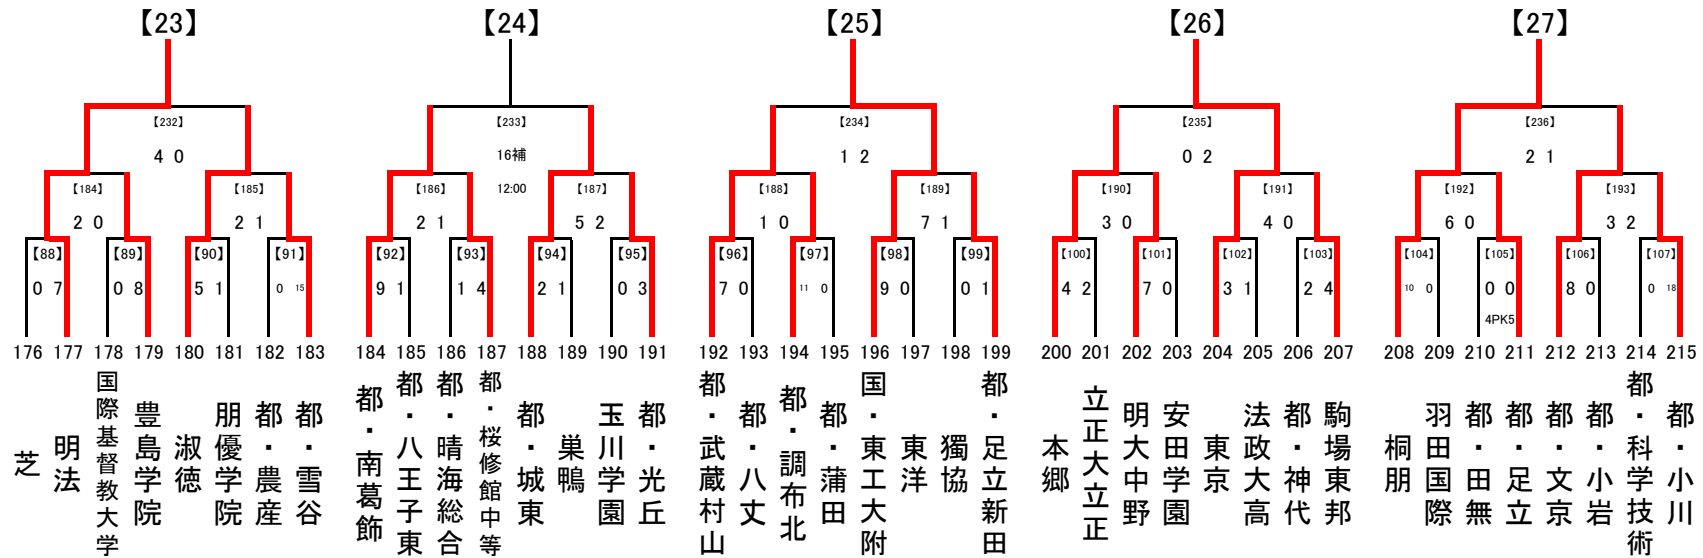 【23】 【24】 【25】 【26】 【27】
【232】 【233】 【234】 【235】 【236】
4 0 16補 1 2 0 2 2 1
12:00
【184】 【185】 【186】 【187】 【188】 【189】 【190】 【191】 【192】 【193】
2 0 2 1 2 1 5 2 1 0 7 1 3 0 4 0 6 0 3 2
【88】 【89】 【90】 【91】 【92】 【93】 【94】 【95】 【96】 【97】 【98】 【99】 【100】 【101】 【102】 【103】 【104】 【105】 【106】 【107】
0 7 0 8 5 1 0 15 9 1 1 4 2 1 0 3 7 0 11 0 9 0 0 1 4 2 7 0 3 1 2 4 10 0 0 0 8 0 0 18
4PK5
176 177 178 179 180 181 182 183 184 185 186 187 188 189 190 191 192 193 194 195 196 197 198 199 200 201 202 203 204 205 206 207 208 209 210 211 212 213 214 215
芝
明法
国際基督教大学
豊島学院
淑徳
朋優学院
都・農産
都・雪谷
都・南葛飾
都・八王子東
都・晴海総合
都・桜修館中等
都・城東
巣鴨
玉川学園
都・光丘
都・武蔵村山
都・八丈
都・調布北
都・蒲田
国・東工大附
東洋
獨協
都・足立新田
本郷
立正大立正
明大中野
安田学園
東京
法政大高
都・神代
駒場東邦
桐朋
羽田国際
都・田無
都・足立
都・文京
都・小岩
都・科学技術
都・小川